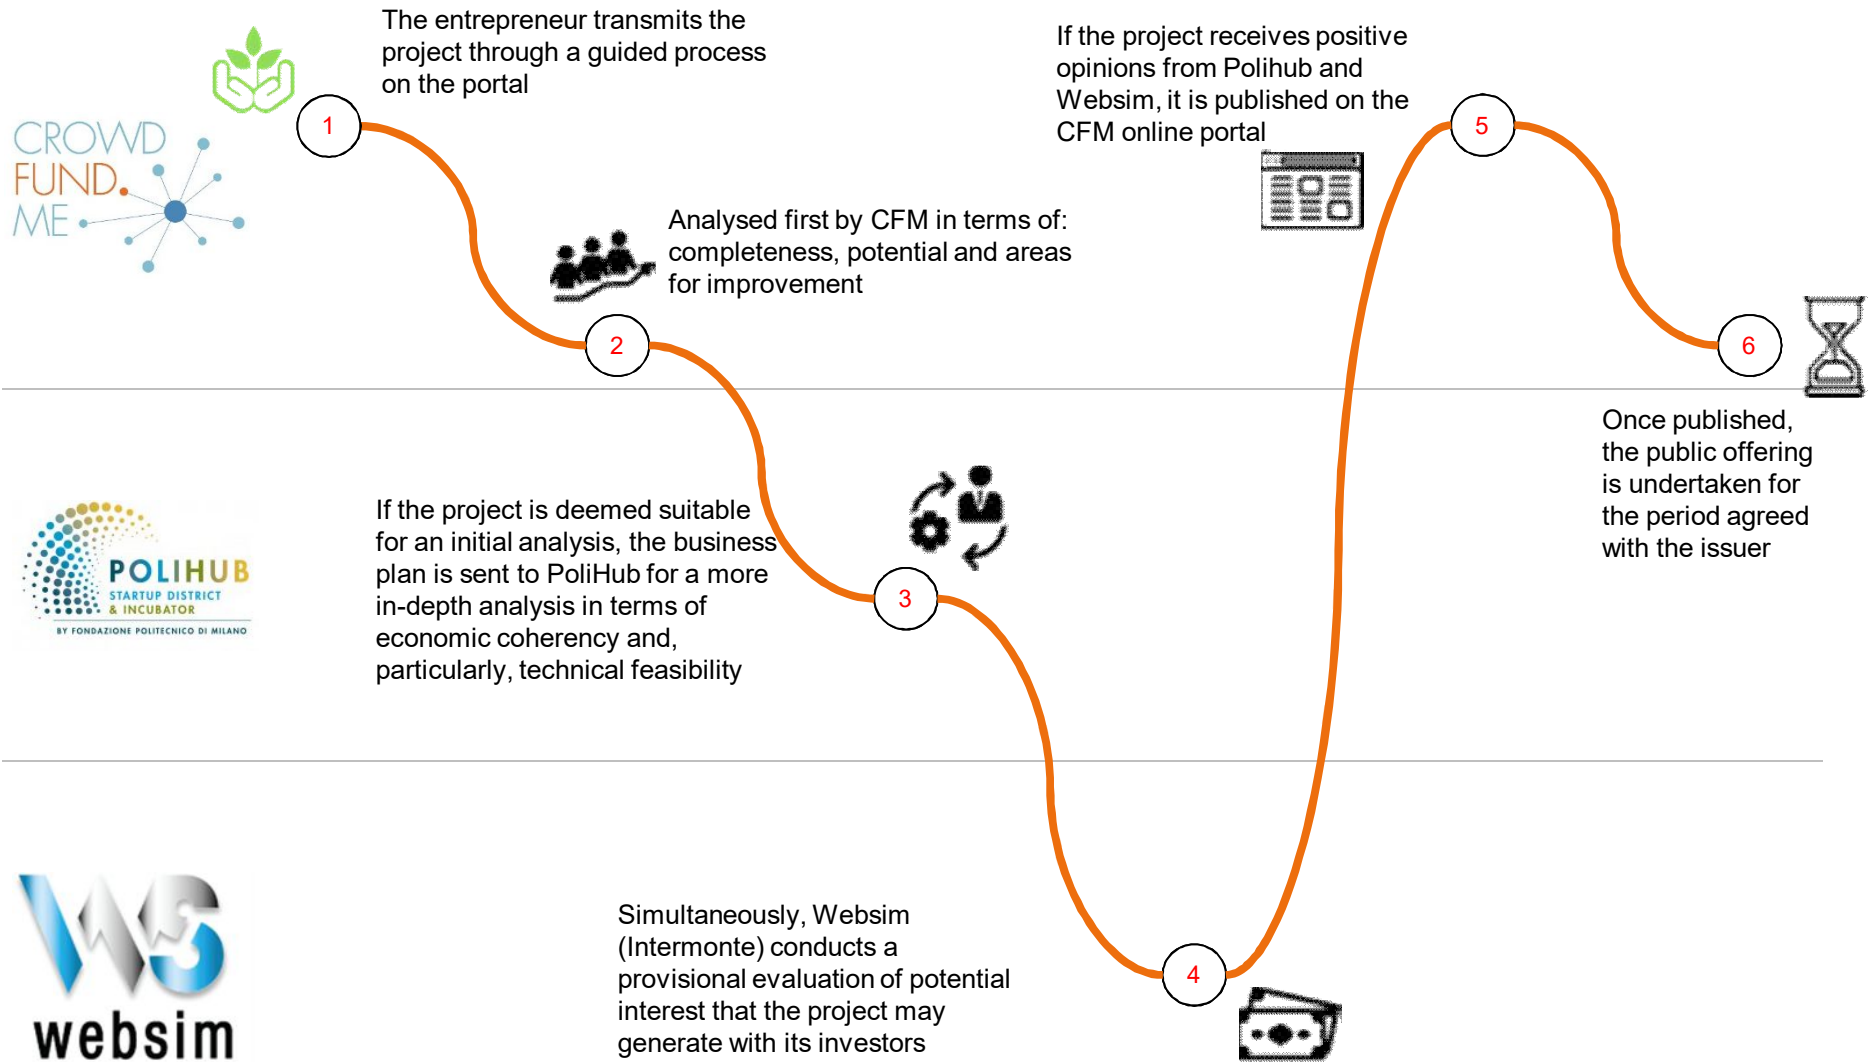 The entrepreneur transmits the
project through a guided process
on the portal
1
CROWD
FUND.
ME
Analysed first by CFM in terms of:
completeness, potential and areas
for improvement
2
If the project receives positive
opinions from Polihub and
Websim, it is published on the
CFM online portal
5
6
Once published,
the public offering
is undertaken for
the period agreed
with the issuer
POLIHUB
STARTUP DISTRICT
& INCUBATOR
BY FONDAZIONE POLITECNICO DI MILANO
If the project is deemed suitable
for an initial analysis, the business
plan is sent to PoliHub for a more
in-depth analysis in terms of
economic coherency and,
particularly, technical feasibility
3
WS
websim
Simultaneously, Websim
(Intermonte) conducts a
provisional evaluation of potential
interest that the project may
generate with its investors
4